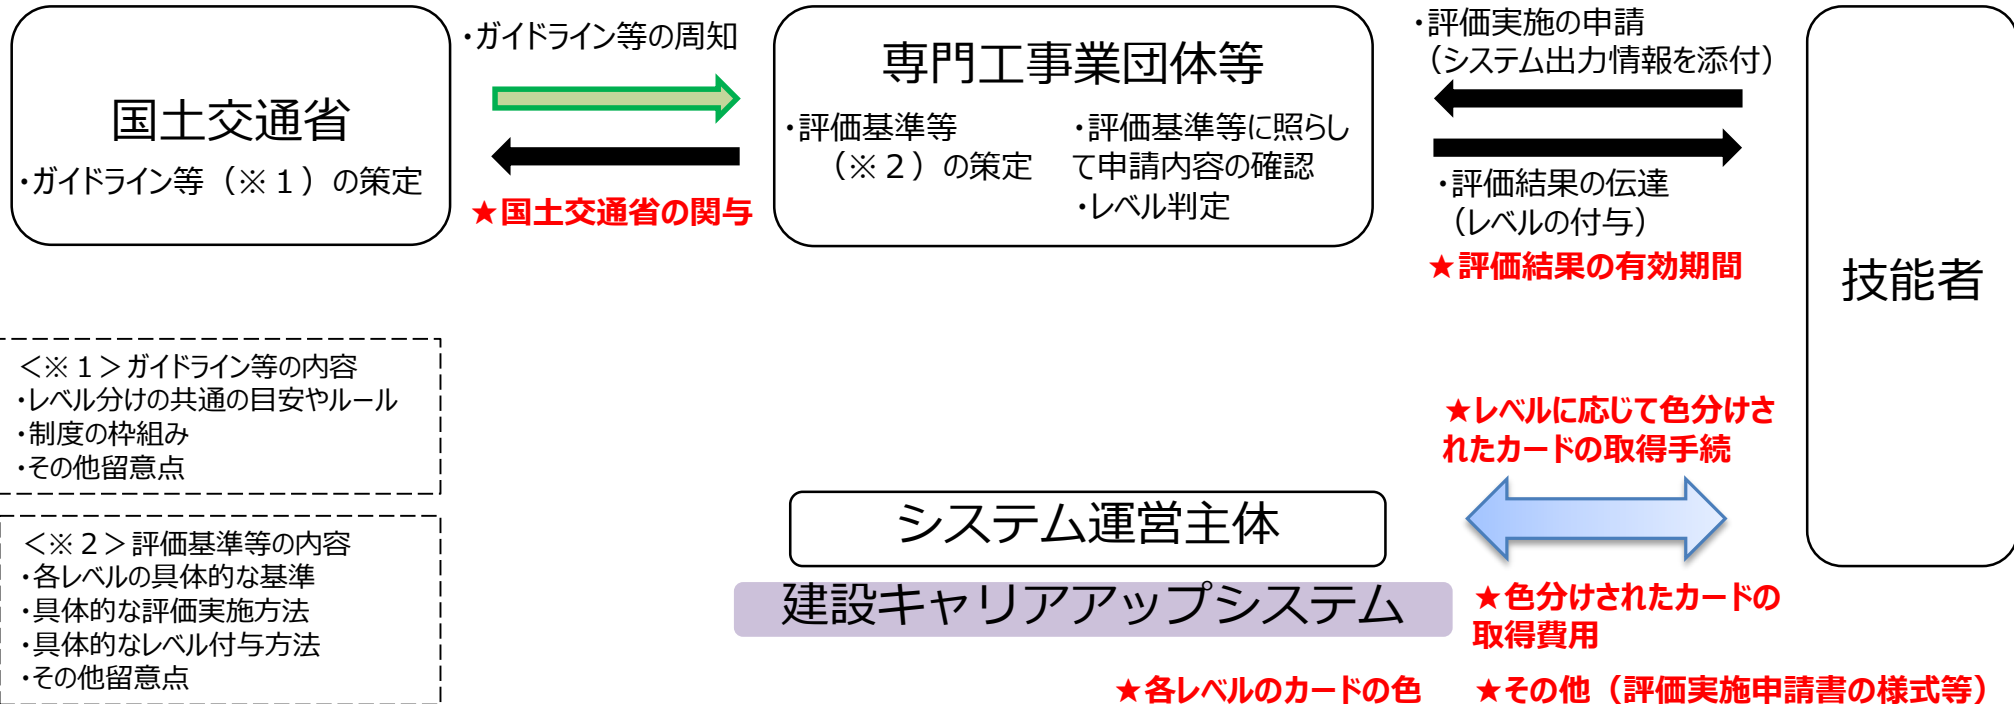 国土交通省
・ガイドライン等（※１）の策定
・ガイドライン等の周知
★国土交通省の関与
専門工事業団体等
・評価基準等
（※２）の策定
・評価基準等に照らし
て申請内容の確認
・レベル判定
・評価実施の申請
（システム出力情報を添付）
・評価結果の伝達
（レベルの付与）
★評価結果の有効期間
技能者
＜※１＞ガイドライン等の内容
・レベル分けの共通の目安やルール
・制度の枠組み
・その他留意点
＜※２＞評価基準等の内容
・各レベルの具体的な基準
・具体的な評価実施方法
・具体的なレベル付与方法
・その他留意点
★レベルに応じて色分けさ
れたカードの取得手続
システム運営主体
建設キャリアアップシステム
★色分けされたカードの
取得費用
★各レベルのカードの色
★その他（評価実施申請書の様式等）